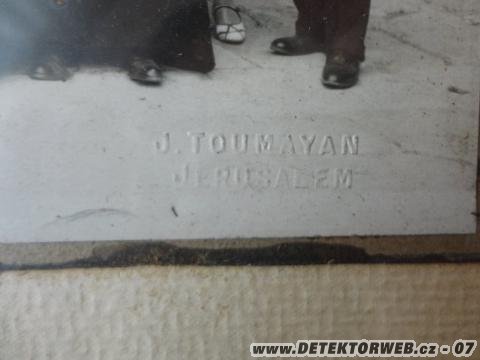 J. TOUMAYAN
JERUSALEM
www.DETEKTORWEB.cz - 07